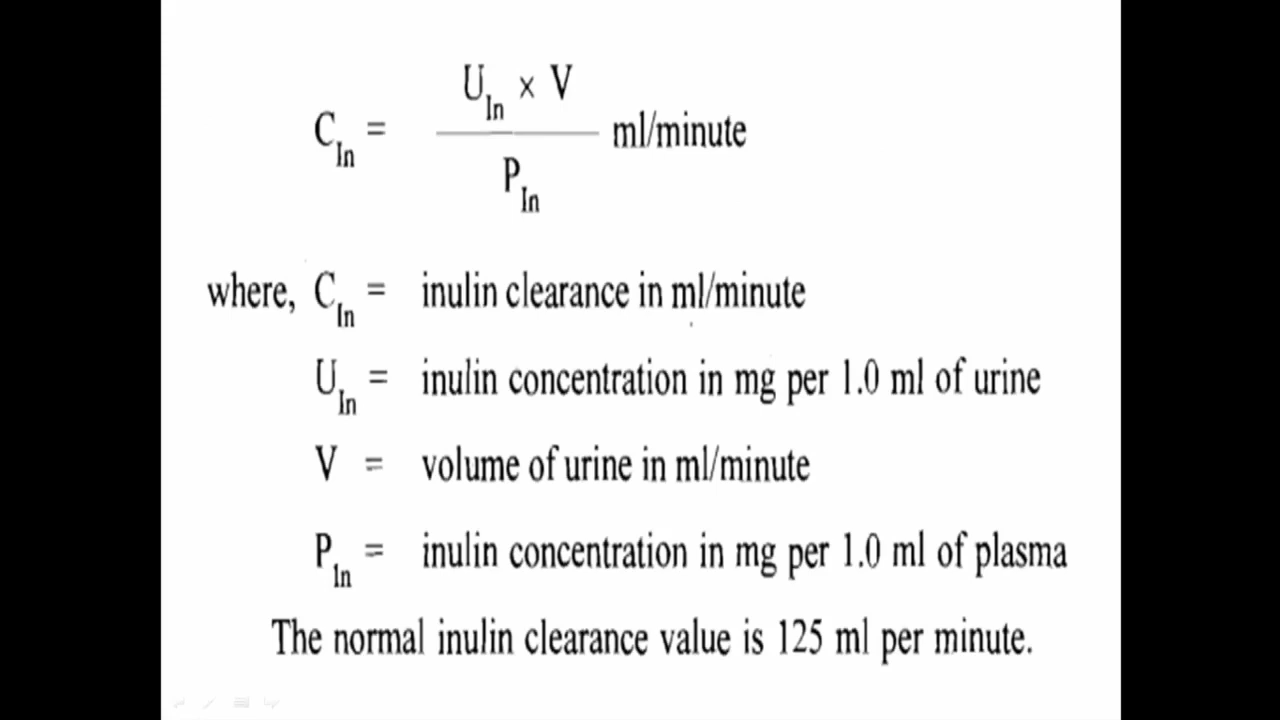 C_In = U_In × V / P_In ml/minute
where, C_In = inulin clearance in ml/minute
U_In = inulin concentration in mg per 1.0 ml of urine
V = volume of urine in ml/minute
P_In = inulin concentration in mg per 1.0 ml of plasma
The normal inulin clearance value is 125 ml per minute.